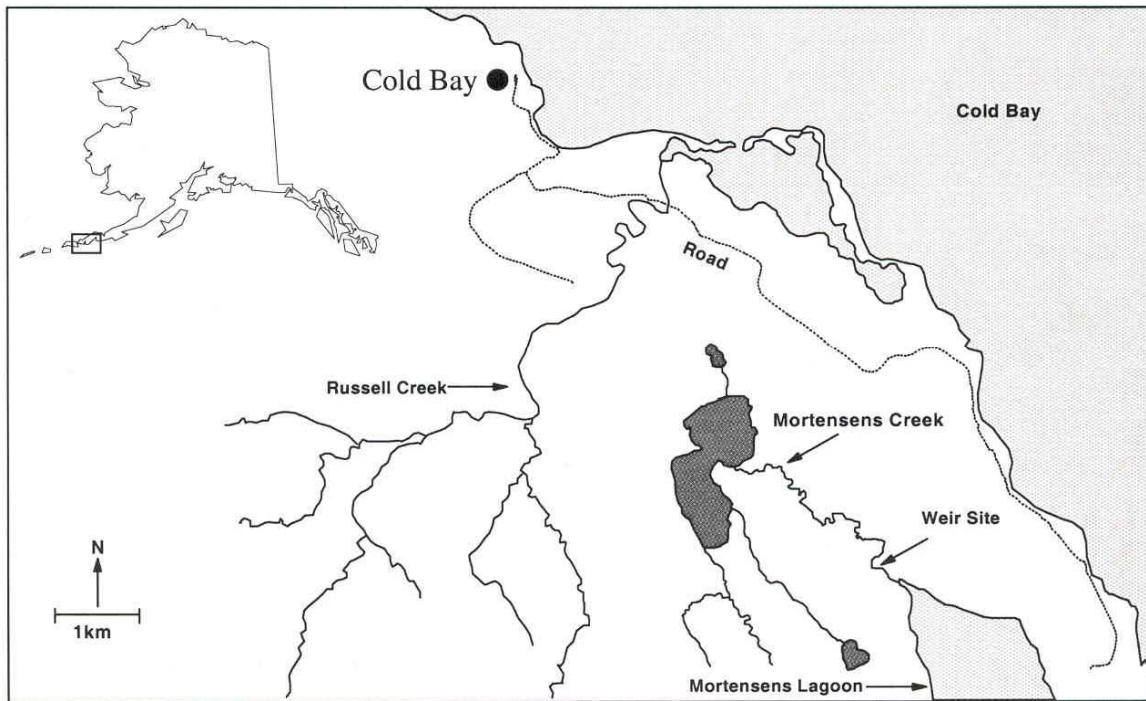 Cold Bay
Cold Bay
Road
Russell Creek
Mortensens Creek
Weir Site
N
1km
Mortensens Lagoon